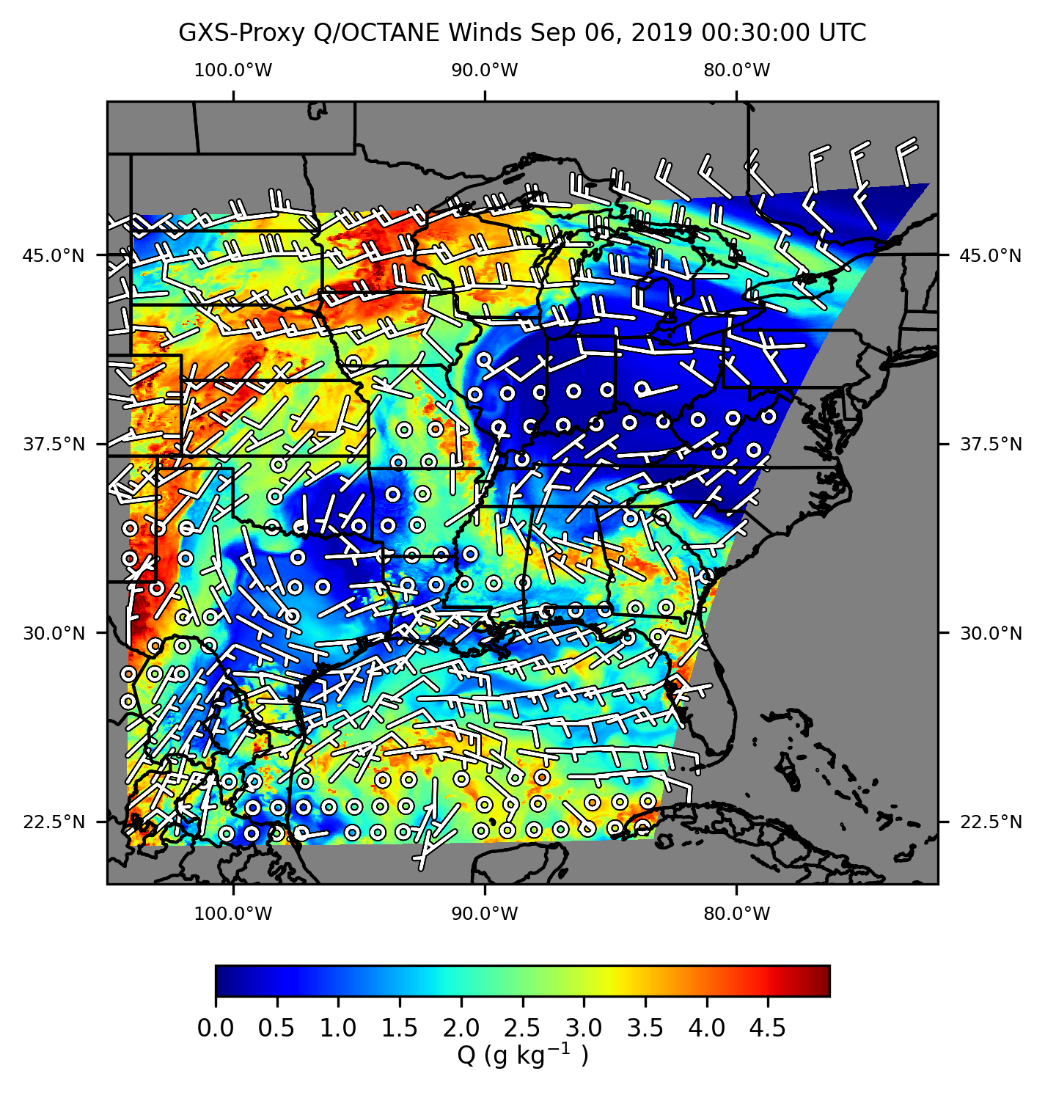 GXS-Proxy Q/OCTANE Winds Sep 06, 2019 00:30:00 UTC
100.0°W 90.0°W 80.0°W
45.0°N 45.0°N
37.5°N 37.5°N
30.0°N 30.0°N
22.5°N 22.5°N
100.0°W 90.0°W 80.0°W
0.0 0.5 1.0 1.5 2.0 2.5 3.0 3.5 4.0 4.5
Q (g kg⁻¹ )